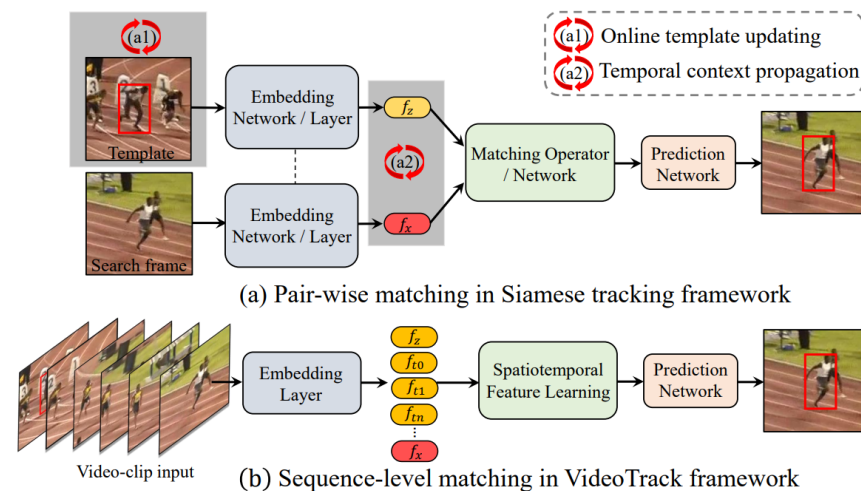 (a1)
(a1) Online template updating
(a2) Temporal context propagation
Template
Embedding
Network / Layer
f_z
(a2)
Matching Operator
/ Network
Prediction
Network
Search frame
Embedding
Network / Layer
f_x
(a) Pair-wise matching in Siamese tracking framework
Video-clip input
Embedding
Layer
f_z
f_t0
f_t1
f_tn
f_x
Spatiotemporal
Feature Learning
Prediction
Network
(b) Sequence-level matching in VideoTrack framework